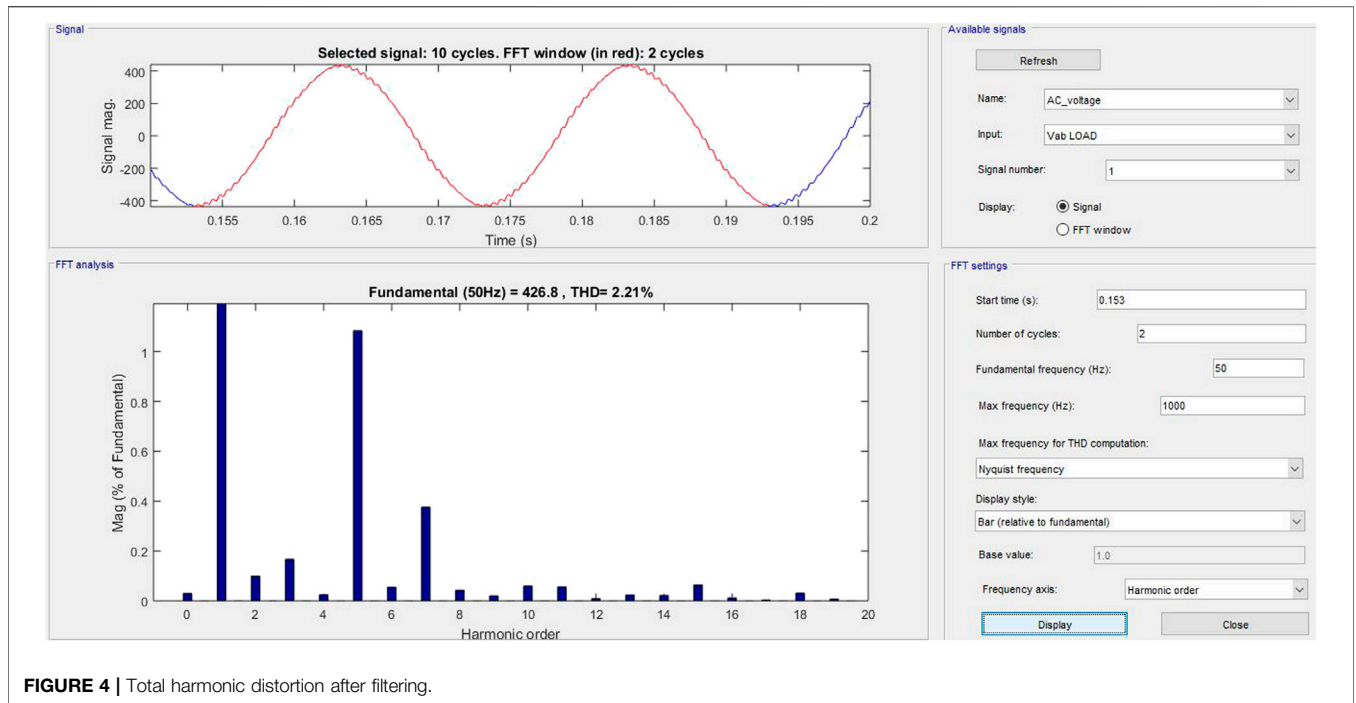 Signal
Selected signal: 10 cycles. FFT window (in red): 2 cycles
Signal mag.
400
200
0
-200
-400
0.155 0.16 0.165 0.17 0.175 0.18 0.185 0.19 0.195 0.2
Time (s)
FFT analysis
Fundamental (50Hz) = 426.8 , THD= 2.21%
Mag (% of Fundamental)
1
0.8
0.6
0.4
0.2
0
0 2 4 6 8 10 12 14 16 18 20
Harmonic order
Available signals
Refresh
Name: AC_voltage
Input: Vab LOAD
Signal number: 1
Display: Signal
FFT window
FFT settings
Start time (s): 0.153
Number of cycles: 2
Fundamental frequency (Hz): 50
Max frequency (Hz): 1000
Max frequency for THD computation:
Nyquist frequency
Display style:
Bar (relative to fundamental)
Base value: 1.0
Frequency axis: Harmonic order
Display Close
FIGURE 4 | Total harmonic distortion after filtering.